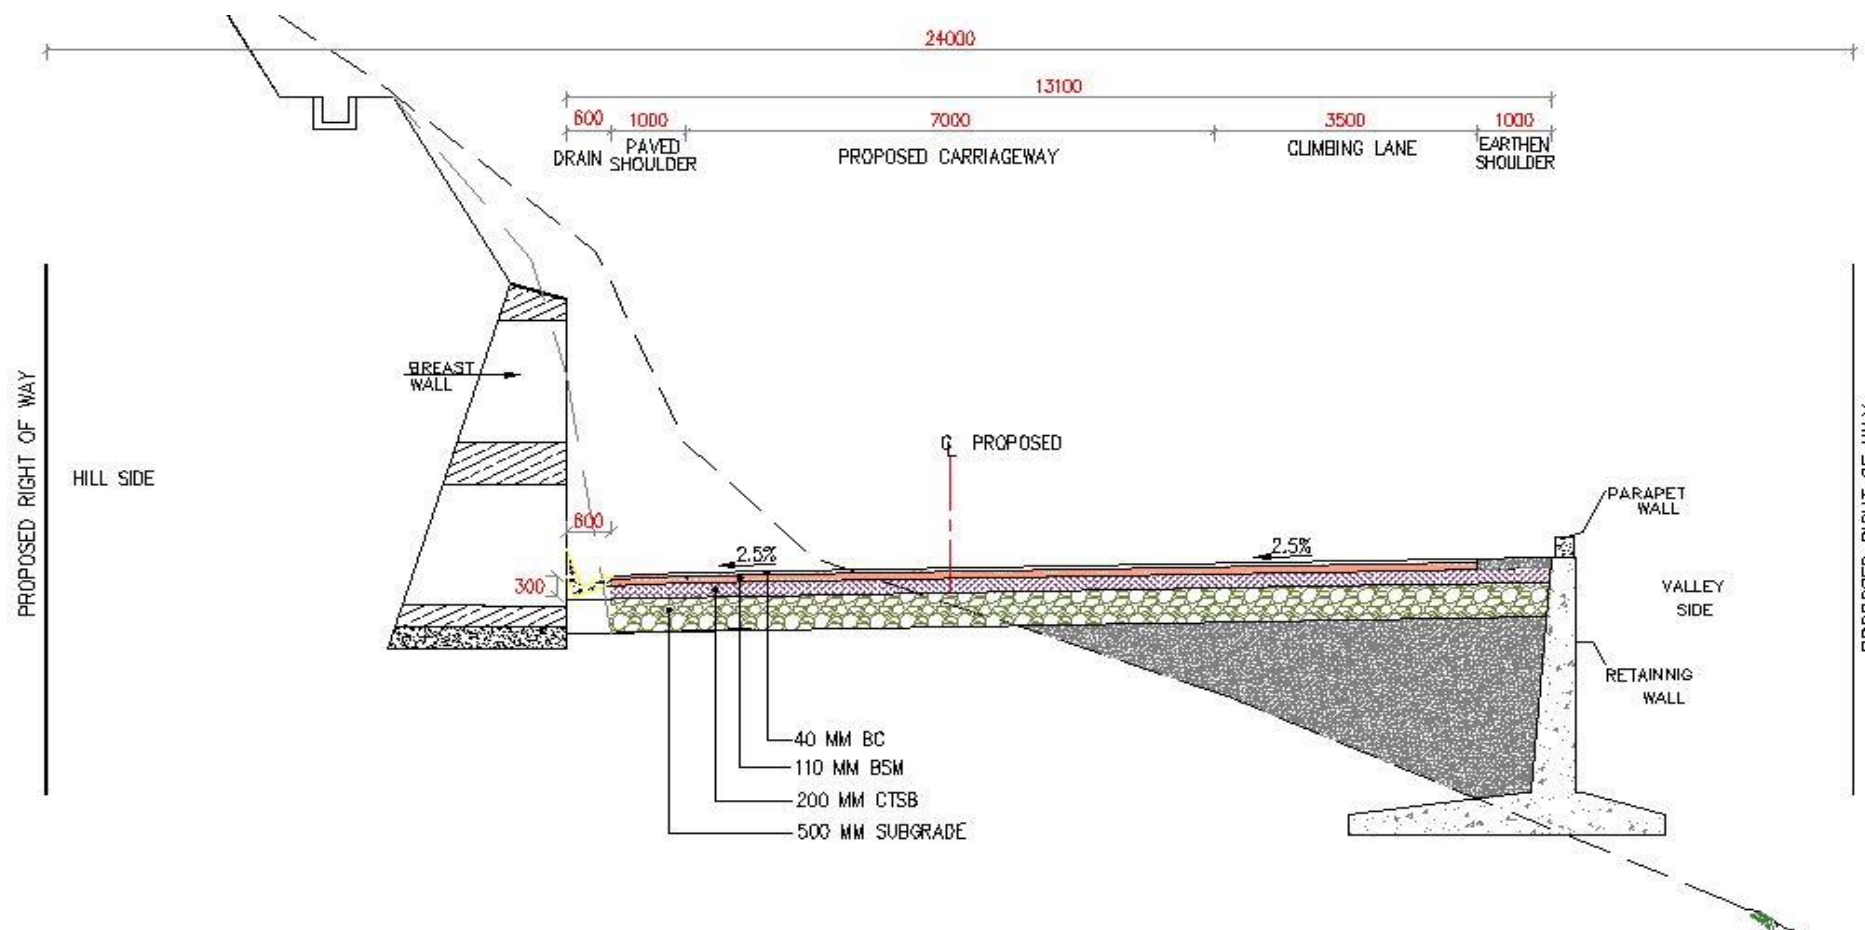 24000
13100
600
1000
7000
3500
1000
DRAIN
PAVED
SHOULDER
PROPOSED CARRIAGEWAY
CLIMBING LANE
EARTHEN
SHOULDER
BREAST
WALL
PROPOSED RIGHT OF WAY
HILL SIDE
CL PROPOSED
PARAPET
WALL
600
2.5%
2.5%
300
VALLEY
SIDE
RETAINNIG
WALL
40 MM BC
110 MM BSM
200 MM CTSB
500 MM SUBGRADE